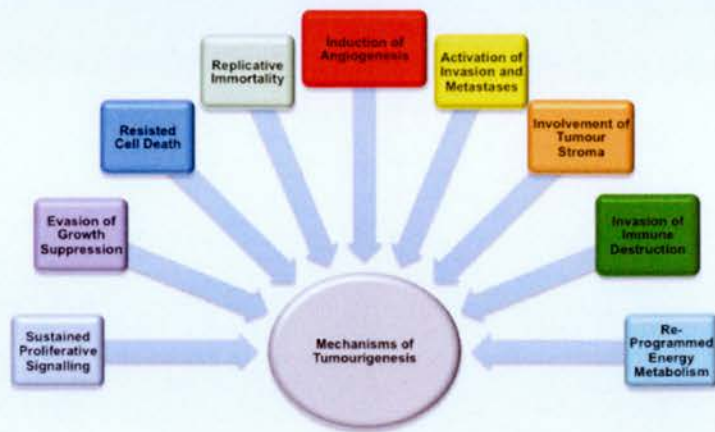 Induction of
Angiogenesis
Replicative
Immortality
Activation of
Invasion and
Metastases
Resisted
Cell Death
Involvement of
Tumour
Stroma
Evasion of
Growth
Suppression
Invasion of
Immune
Destruction
Sustained
Proliferative
Signalling
Mechanisms of
Tumourigenesis
Re-
Programmed
Energy
Metabolism